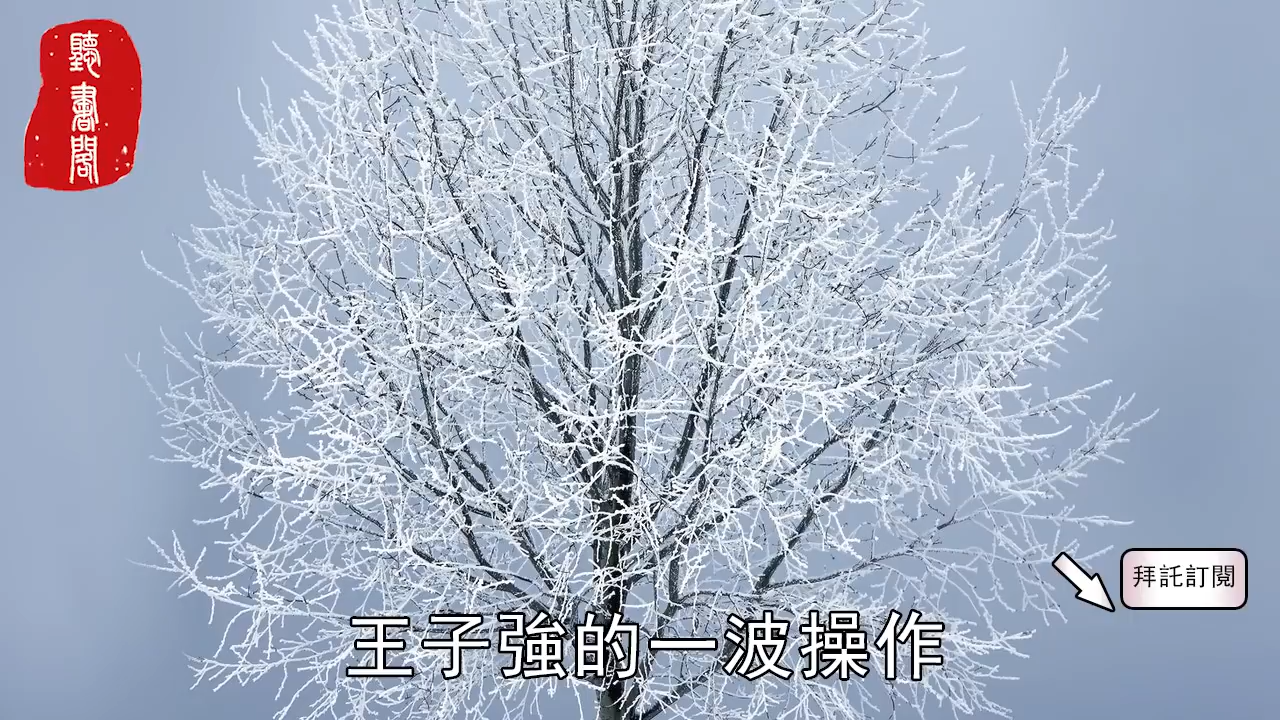 聽書閣
拜託訂閱
王子強的一波操作